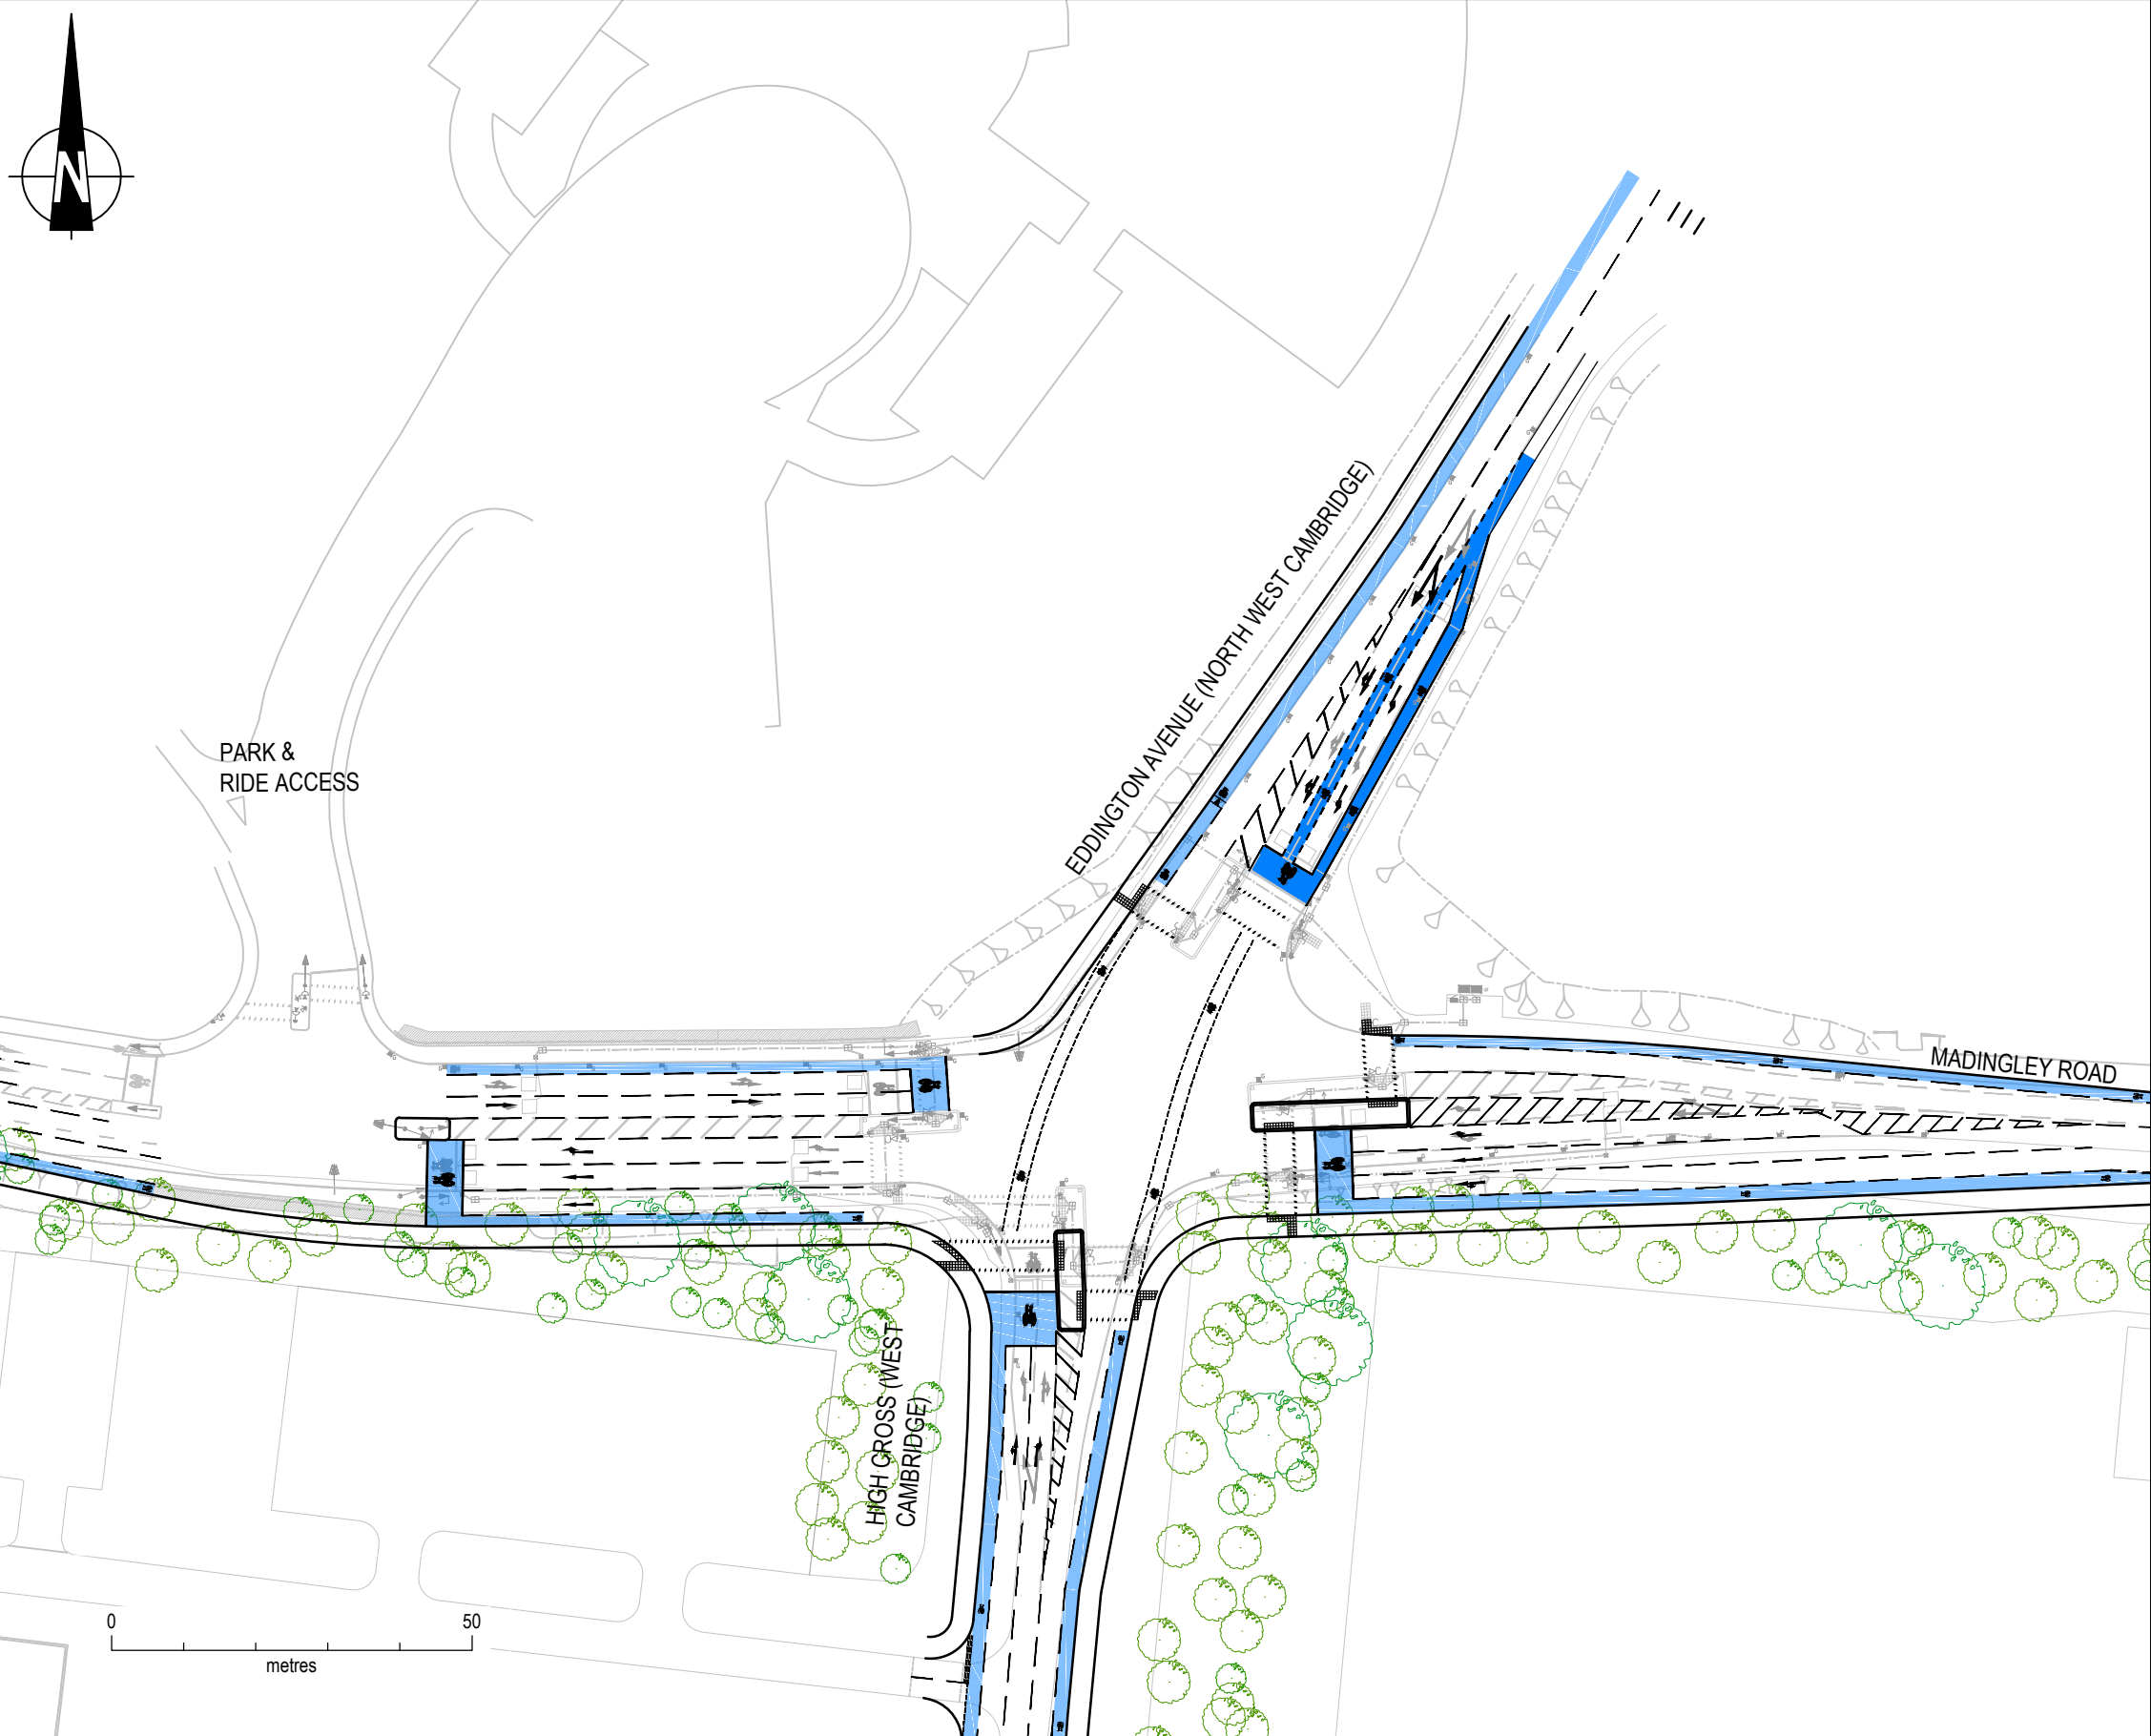 N
EDDINGTON AVENUE (NORTH WEST CAMBRIDGE)
PARK &
RIDE ACCESS
MADINGLEY ROAD
HIGH CROSS (WEST
CAMBRIDGE)
0 50
metres